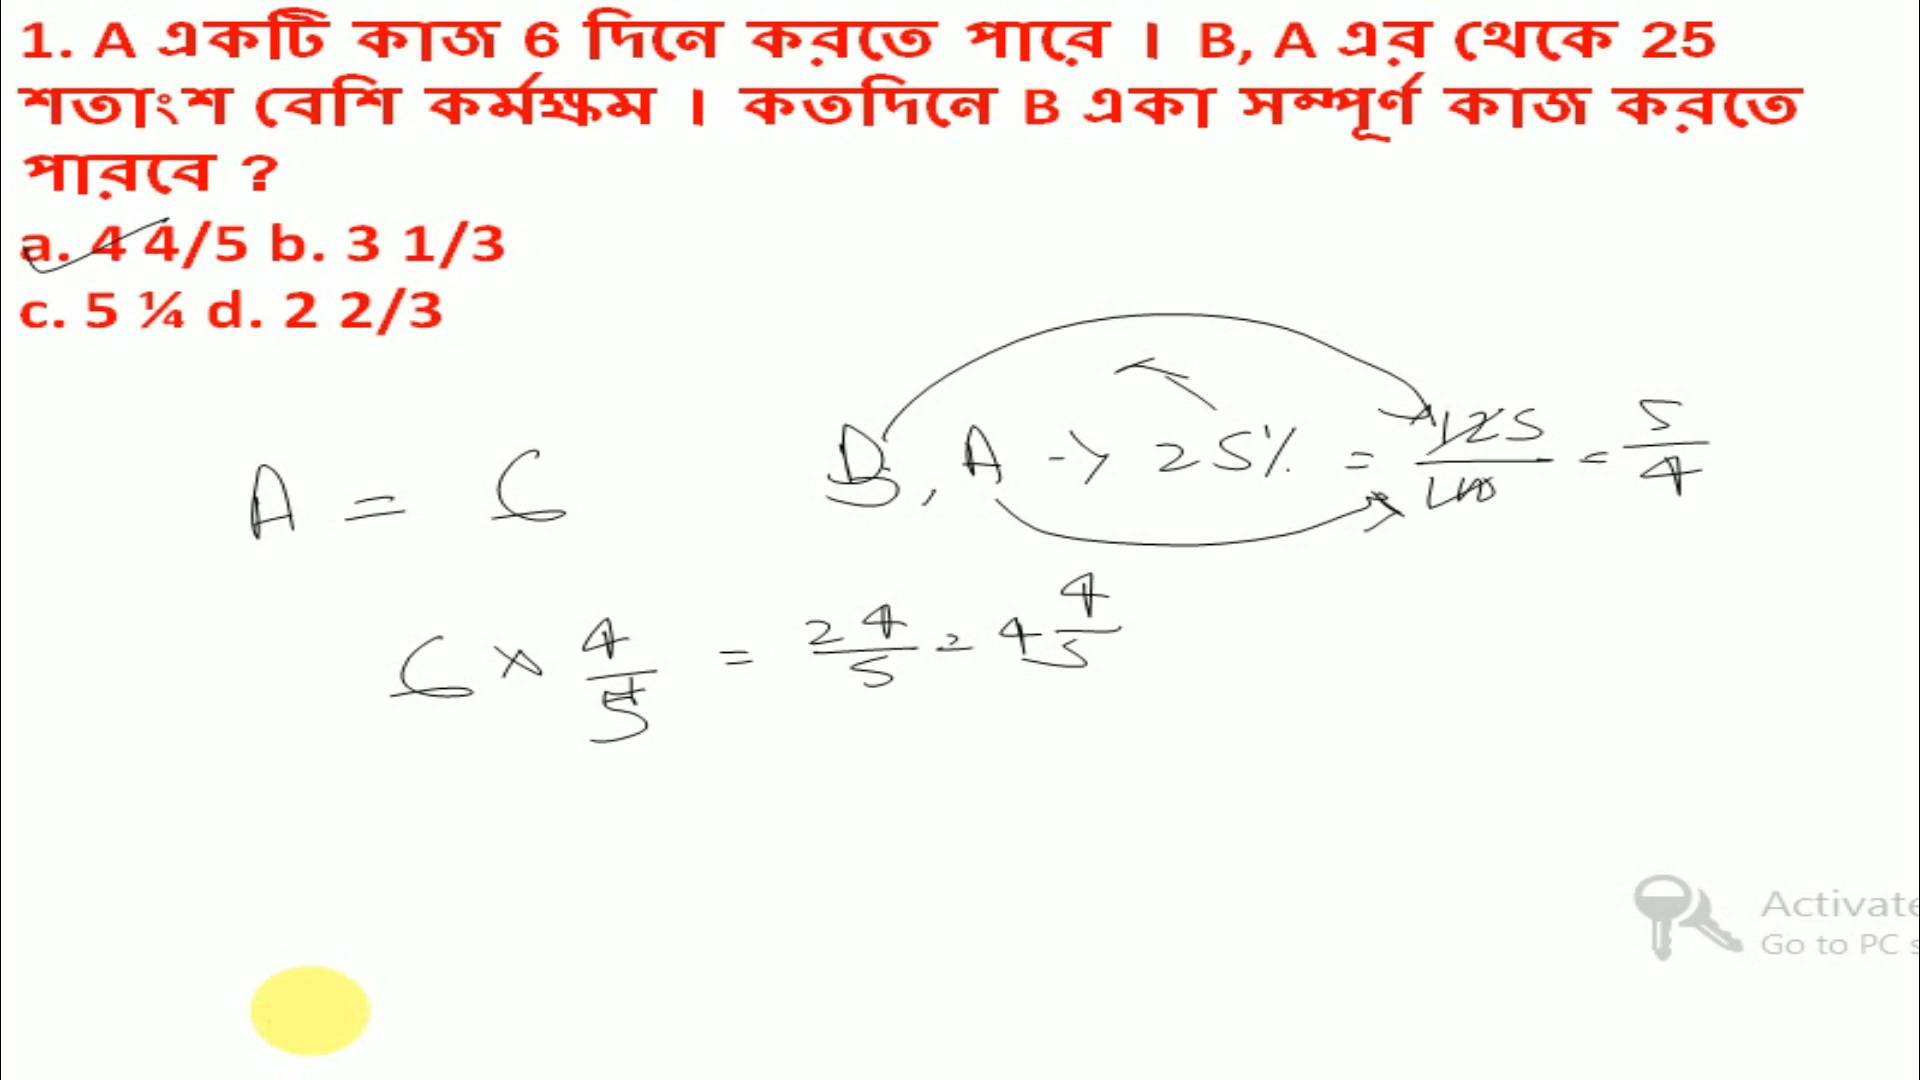 1. A একটি কাজ 6 দিনে করতে পারে । B, A এর থেকে 25
শতাংশ বেশি কর্মক্ষম । কতদিনে B একা সম্পূর্ণ কাজ করতে
পারবে ?
a. 4 4/5 b. 3 1/3
c. 5 ¼ d. 2 2/3
A = 6
B, A -> 25% = 125/100 = 5/4
6 × 4/5 = 24/5 = 4 4/5
Activate
Go to PC s